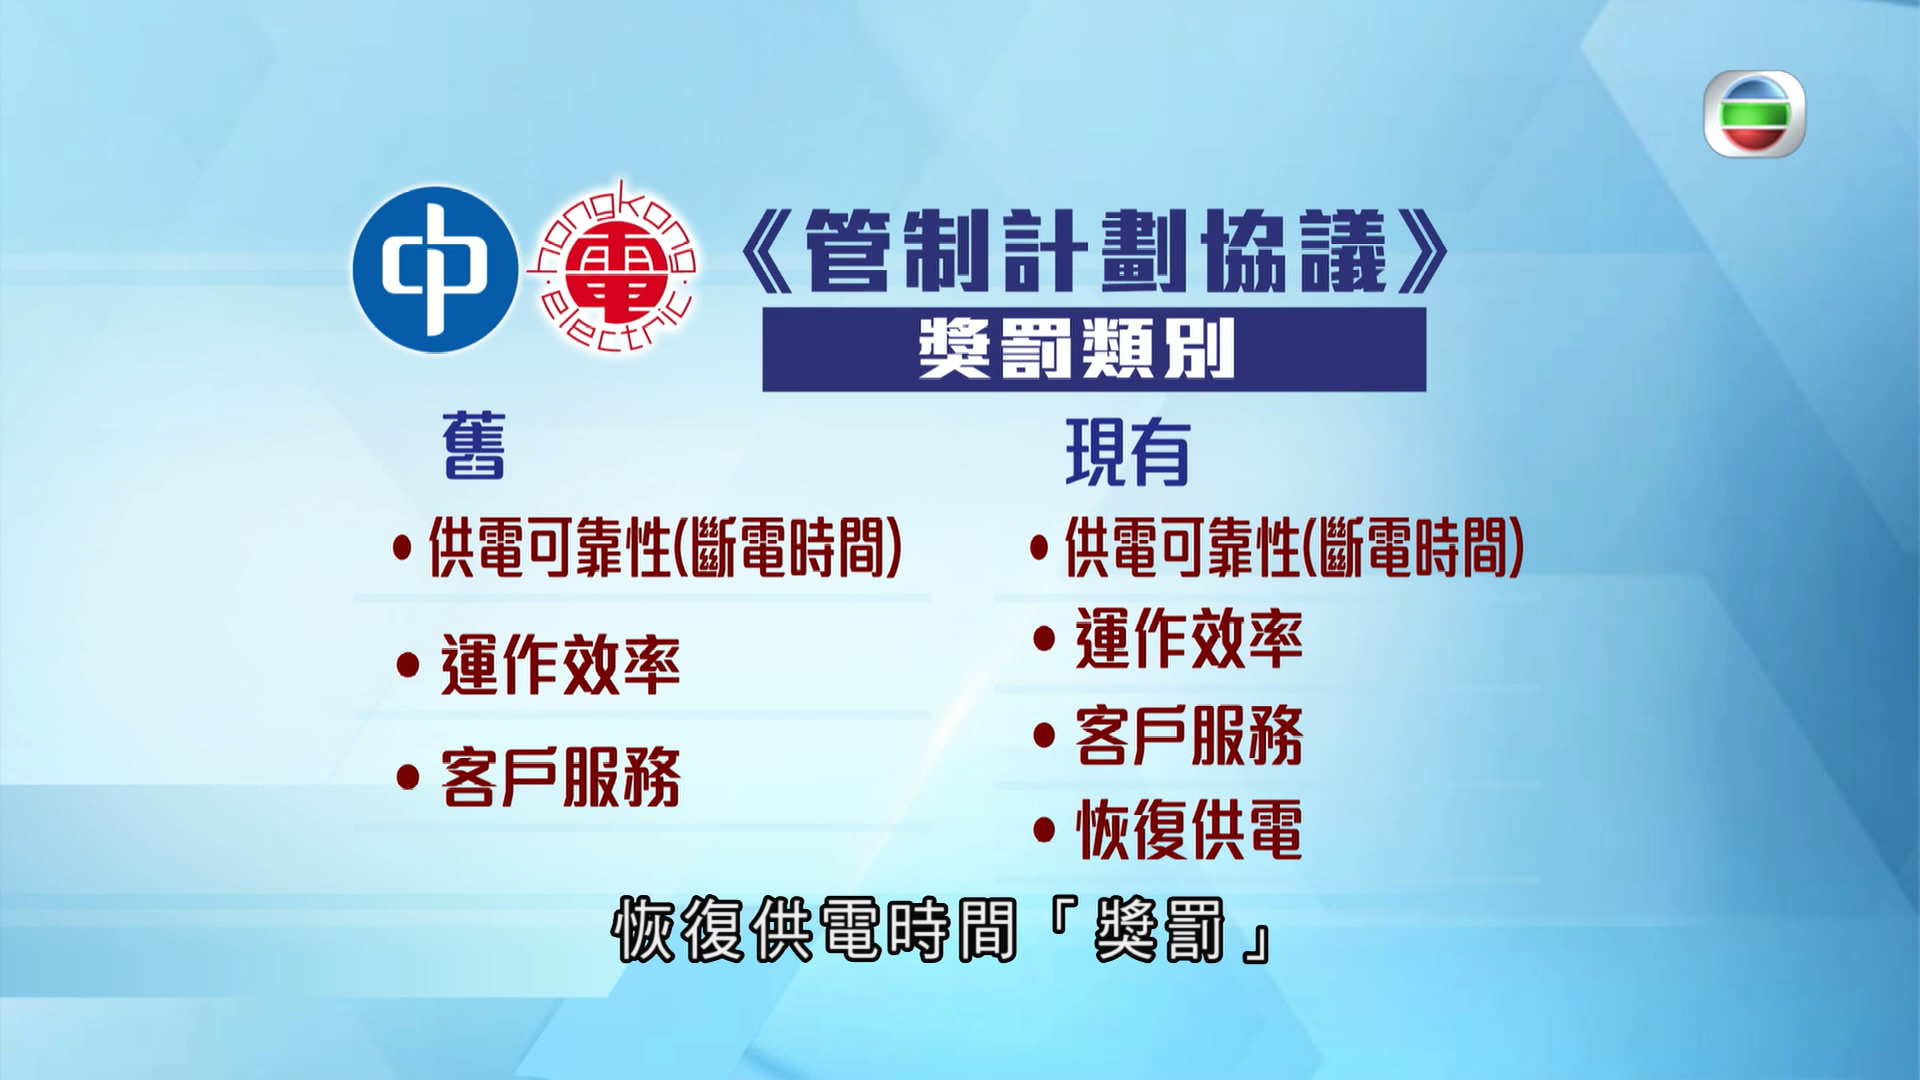 hongkong
電
electric
《管制計劃協議》
獎罰類別
舊
• 供電可靠性(斷電時間)
• 運作效率
• 客戶服務
現有
• 供電可靠性(斷電時間)
• 運作效率
• 客戶服務
• 恢復供電
恢復供電時間「獎罰」